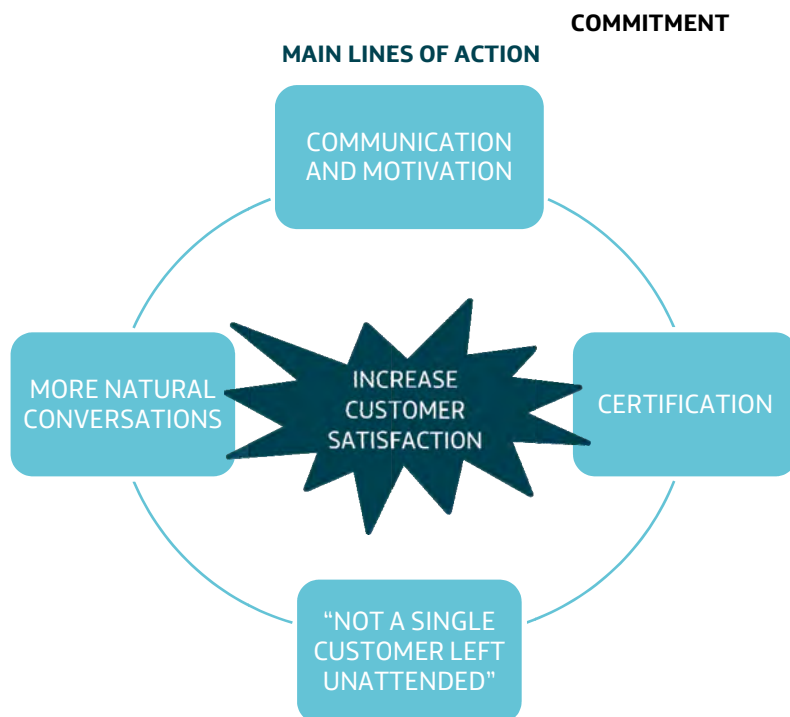 COMMITMENT
MAIN LINES OF ACTION
COMMUNICATION
AND MOTIVATION
MORE NATURAL
CONVERSATIONS
INCREASE
CUSTOMER
SATISFACTION
CERTIFICATION
“NOT A SINGLE
CUSTOMER LEFT
UNATTENDED”